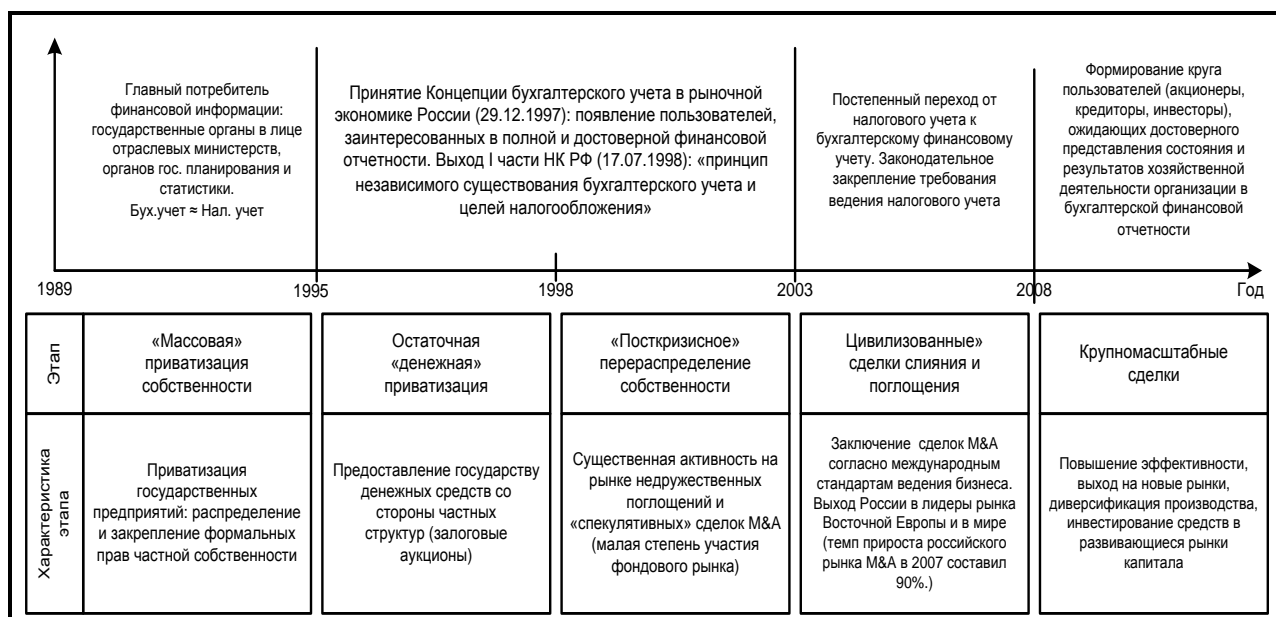 Главный потребитель
финансовой информации:
государственные органы в лице
отраслевых министерств,
органов гос. планирования и
статистики.
Бух.учет ≈ Нал. учет
Принятие Концепции бухгалтерского учета в рыночной
экономике России (29.12.1997): появление пользователей,
заинтересованных в полной и достоверной финансовой
отчетности. Выход I части НК РФ (17.07.1998): «принцип
независимого существования бухгалтерского учета и
целей налогообложения»
Постепенный переход от
налогового учета к
бухгалтерскому финансовому
учету. Законодательное
закрепление требования
ведения налогового учета
Формирование круга
пользователей (акционеры,
кредиторы, инвесторы),
ожидающих достоверного
представления состояния и
результатов хозяйственной
деятельности организации в
бухгалтерской финансовой
отчетности
1989
1995
1998
2003
2008
Год
Этап
«Массовая»
приватизация
собственности
Остаточная
«денежная»
приватизация
«Посткризисное»
перераспределение
собственности
Цивилизованные»
сделки слияния и
поглощения
Крупномасштабные
сделки
Характеристика
этапа
Приватизация
государственных
предприятий: распределение
и закрепление формальных
прав частной собственности
Предоставление государству
денежных средств со
стороны частных
структур (залоговые
аукционы)
Существенная активность на
рынке недружественных
поглощений и
«спекулятивных» сделок M&A
(малая степень участия
фондового рынка)
Заключение сделок M&A
согласно международным
стандартам ведения бизнеса.
Выход России в лидеры рынка
Восточной Европы и в мире
(темп прироста российского
рынка M&A в 2007 составил
90%.)
Повышение эффективности,
выход на новые рынки,
диверсификация производства,
инвестирование средств в
развивающиеся рынки
капитала